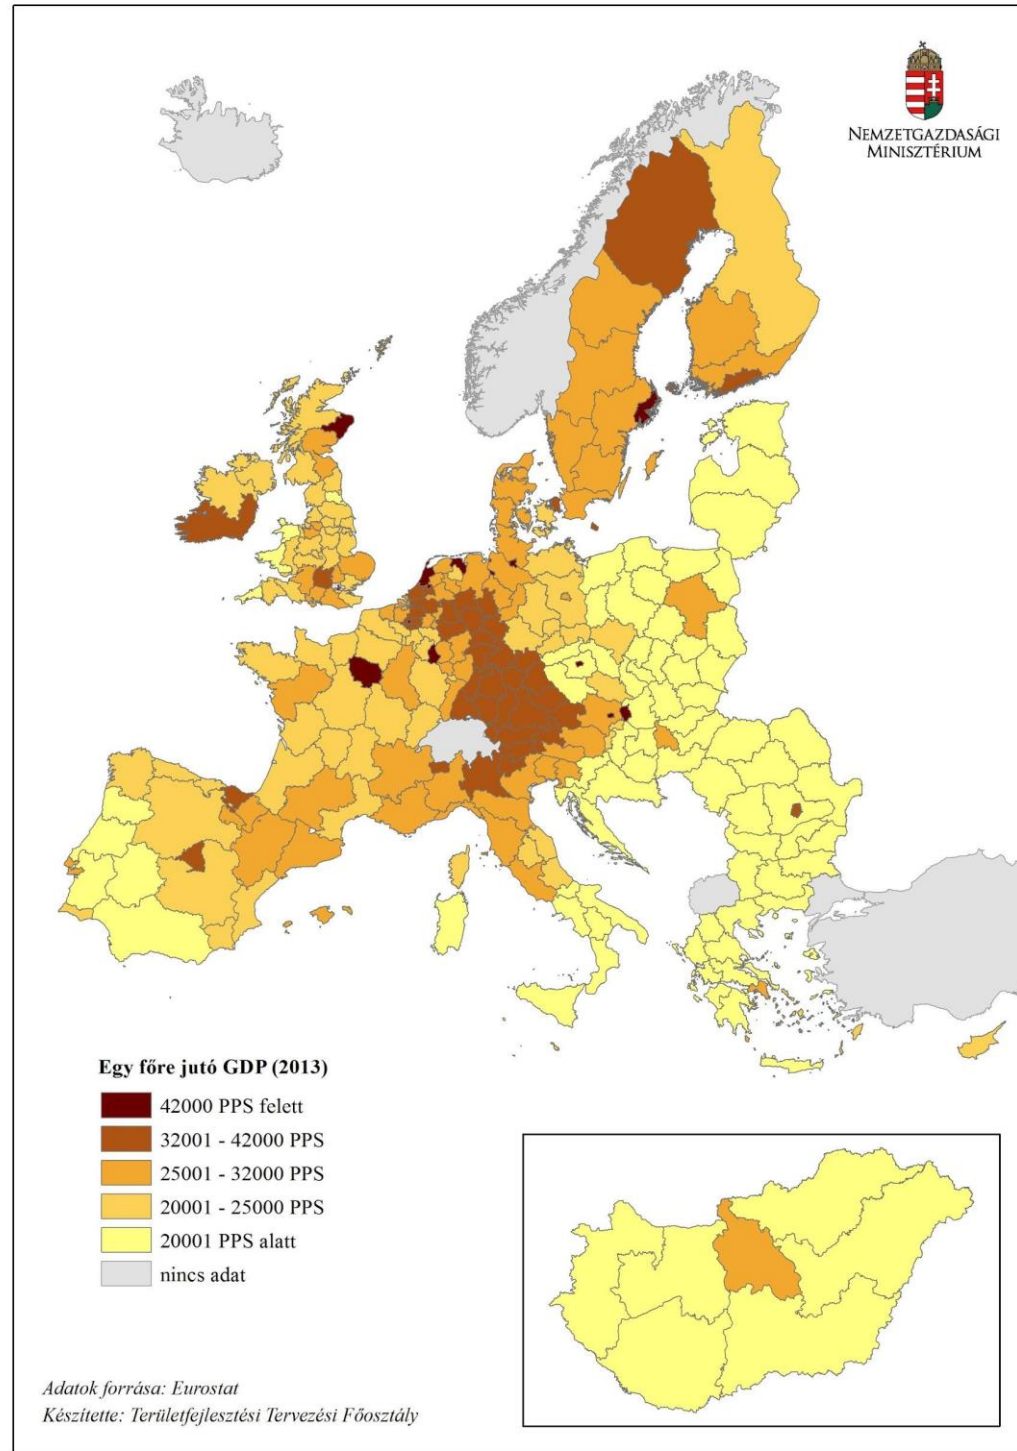 NEMZETGAZDASÁGI
MINISZTÉRIUM
Egy főre jutó GDP (2013)
42000 PPS felett
32001 - 42000 PPS
25001 - 32000 PPS
20001 - 25000 PPS
20001 PPS alatt
nincs adat
Adatok forrása: Eurostat
Készítette: Területfejlesztési Tervezési Főosztály